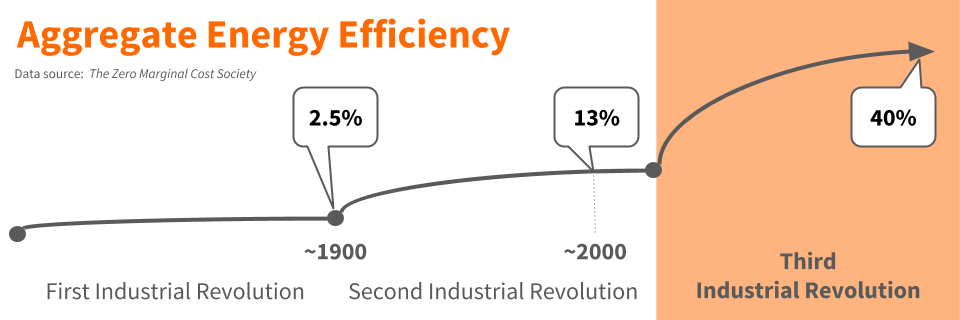 Aggregate Energy Efficiency
Data source: The Zero Marginal Cost Society
2.5%
13%
40%
~1900
~2000
First Industrial Revolution
Second Industrial Revolution
Third
Industrial Revolution